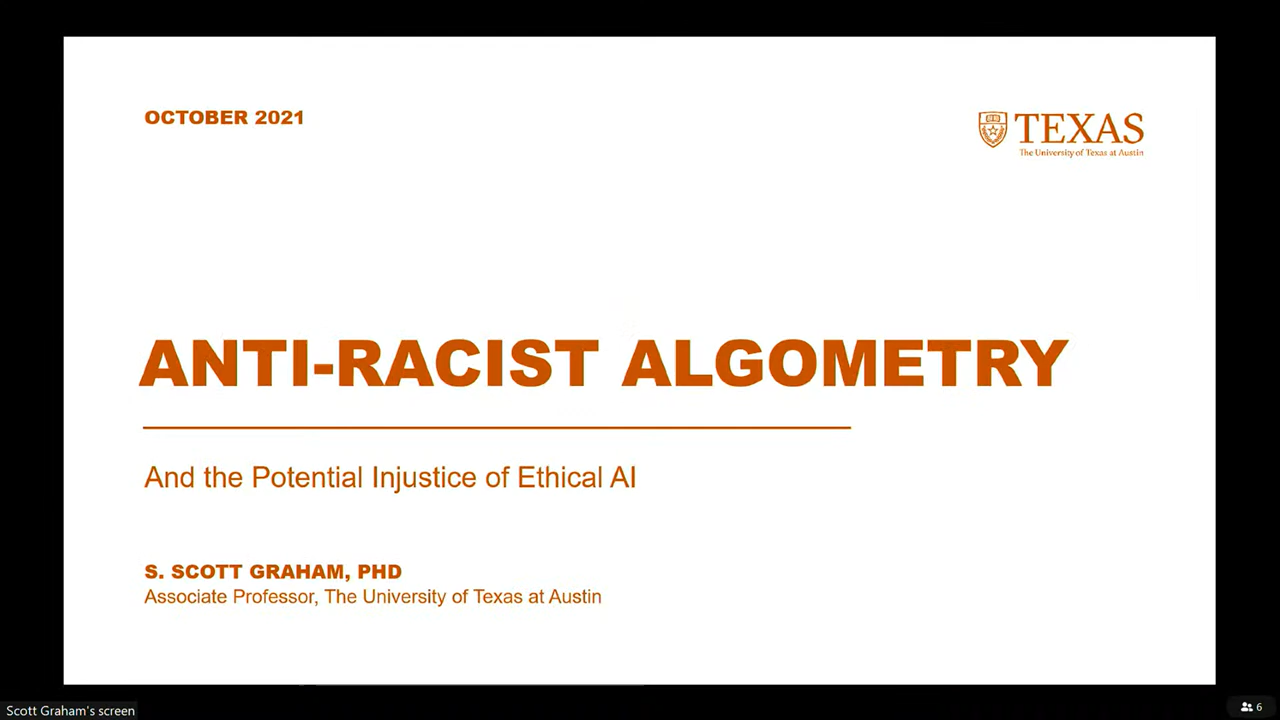 OCTOBER 2021
TEXAS
The University of Texas at Austin
ANTI-RACIST ALGOMETRY
And the Potential Injustice of Ethical AI
S. SCOTT GRAHAM, PHD
Associate Professor, The University of Texas at Austin
Scott Graham's screen
6